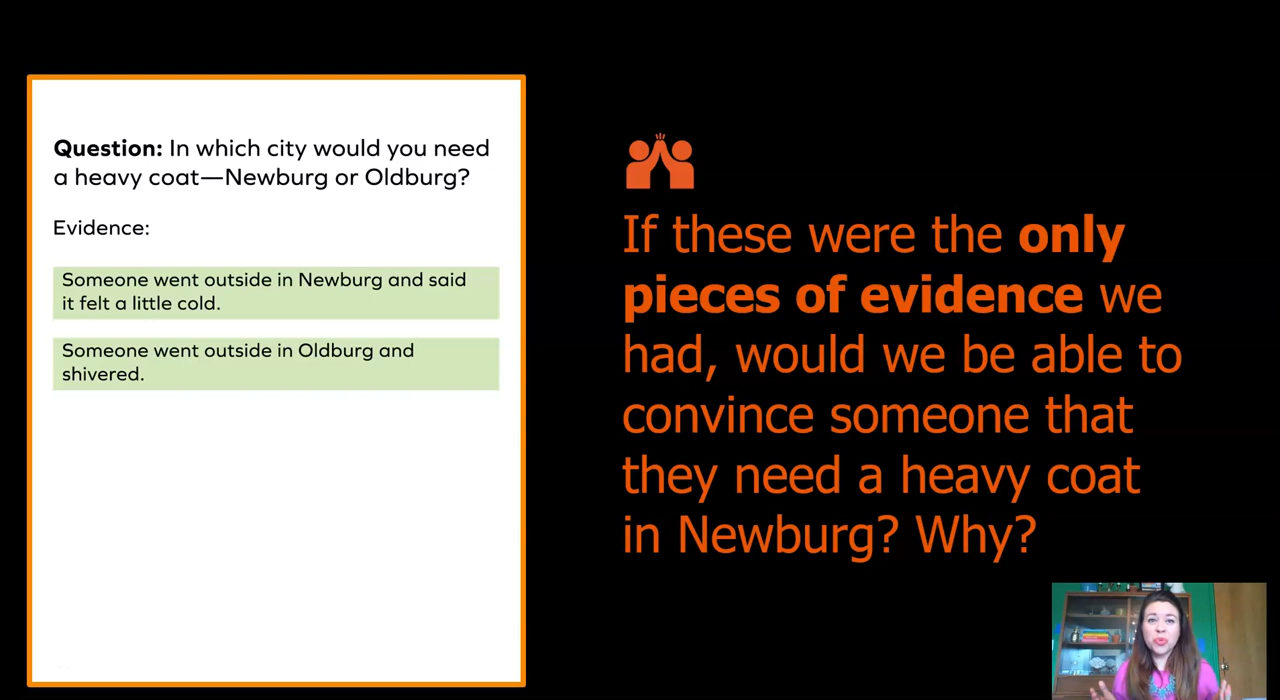 Question: In which city would you need
a heavy coat—Newburg or Oldburg?
Evidence:
Someone went outside in Newburg and said
it felt a little cold.
Someone went outside in Oldburg and
shivered.
If these were the only
pieces of evidence we
had, would we be able to
convince someone that
they need a heavy coat
in Newburg? Why?